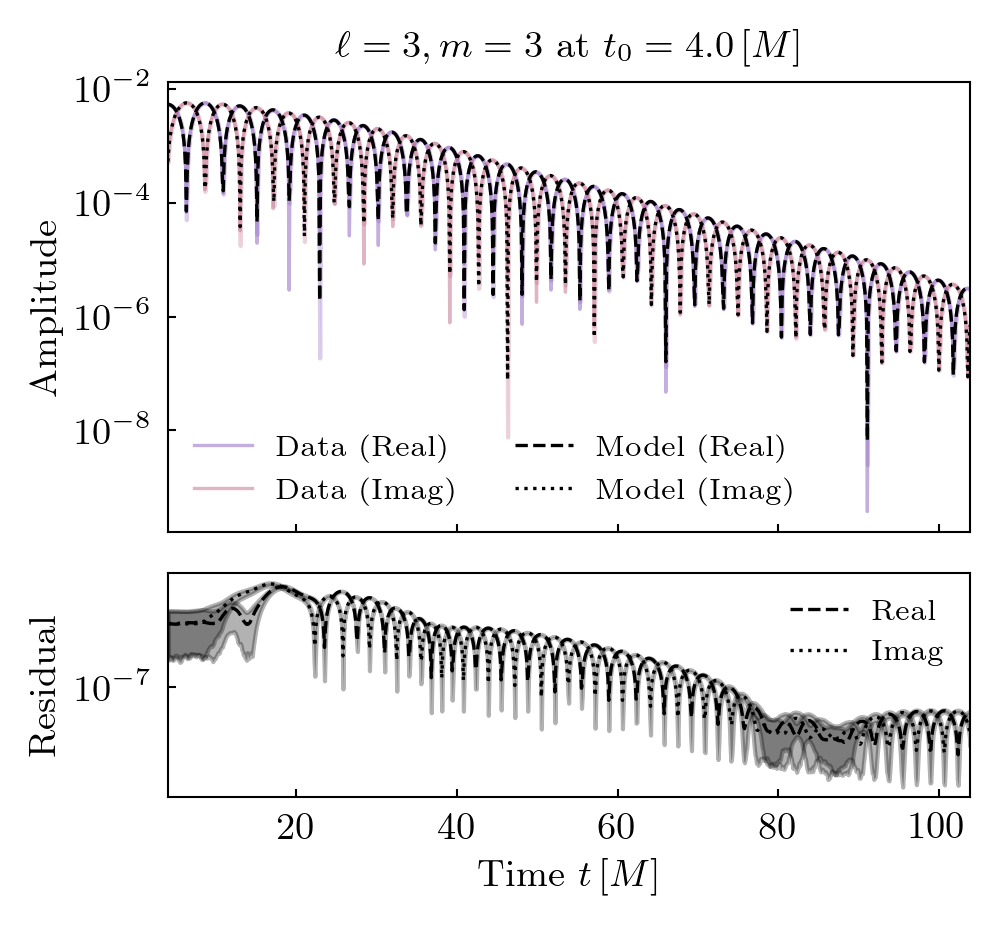 ℓ = 3, m = 3 at t₀ = 4.0 [M]
10⁻²
10⁻⁴
10⁻⁶
10⁻⁸
Amplitude
Data (Real)
Data (Imag)
Model (Real)
Model (Imag)
Residual
10⁻⁷
Real
Imag
20 40 60 80 100
Time t [M]